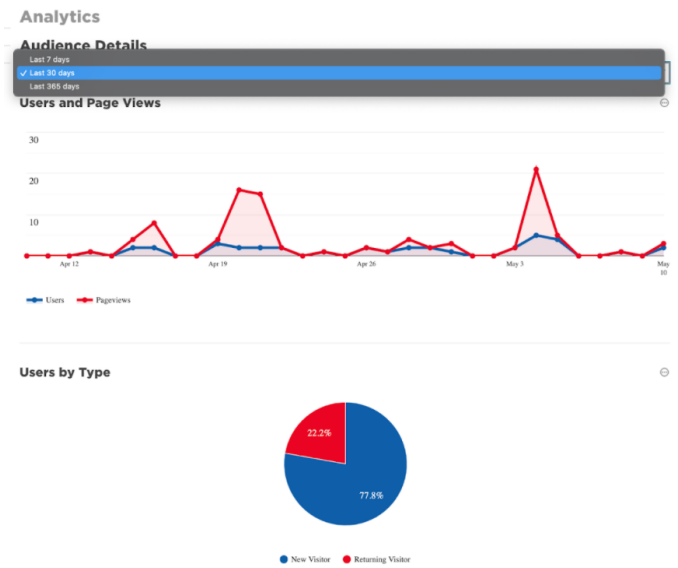 Analytics
Audience Details
Last 7 days
✓ Last 30 days
Last 365 days
Users and Page Views
30
20
10
Apr 12 Apr 19 Apr 26 May 3 May 10
Users Pageviews
Users by Type
22.2%
77.8%
New Visitor Returning Visitor